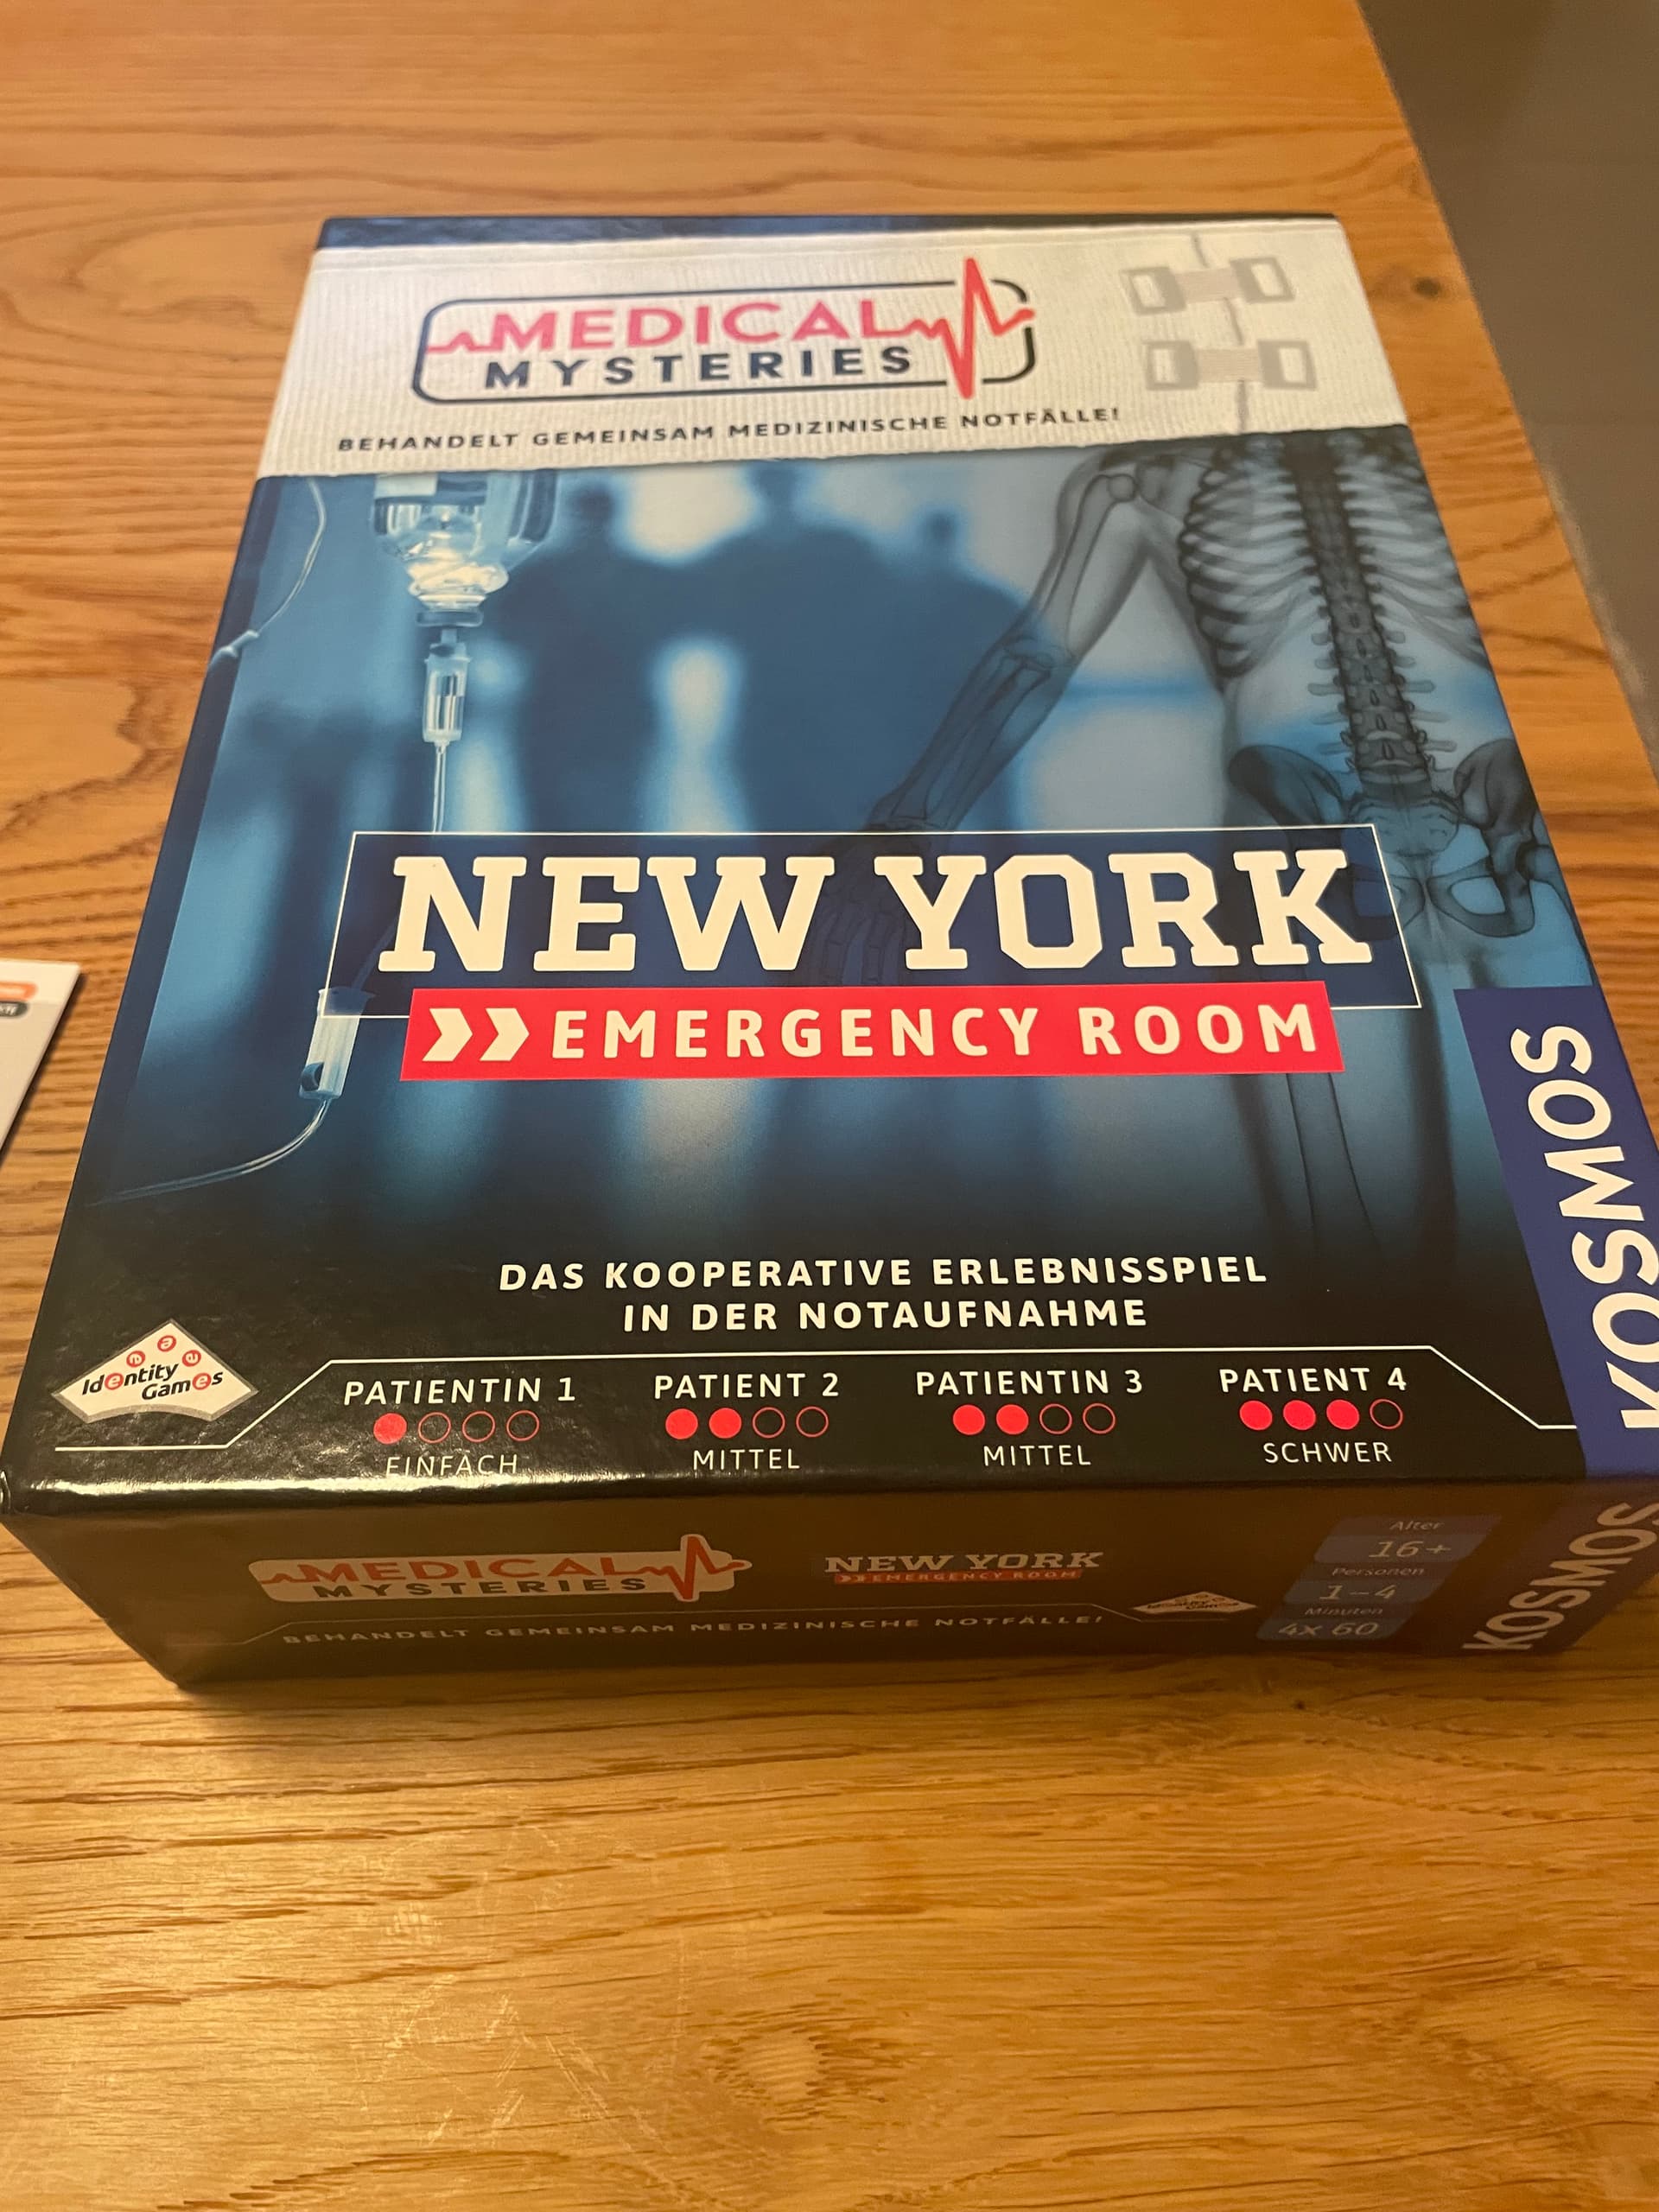 MEDICAL
MYSTERIES
BEHANDELT GEMEINSAM MEDIZINISCHE NOTFÄLLE!
NEW YORK
EMERGENCY ROOM
KOSMOS
DAS KOOPERATIVE ERLEBNISSPIEL
IN DER NOTAUFNAHME
Identity
Games
PATIENTIN 1
EINFACH
PATIENT 2
MITTEL
PATIENTIN 3
MITTEL
PATIENT 4
SCHWER
MEDICAL
MYSTERIES
NEW YORK
EMERGENCY ROOM
BEHANDELT GEMEINSAM MEDIZINISCHE NOTFÄLLE!
Alter
16+
Personen
1-4
Minuten
4x 60
KOSMOS